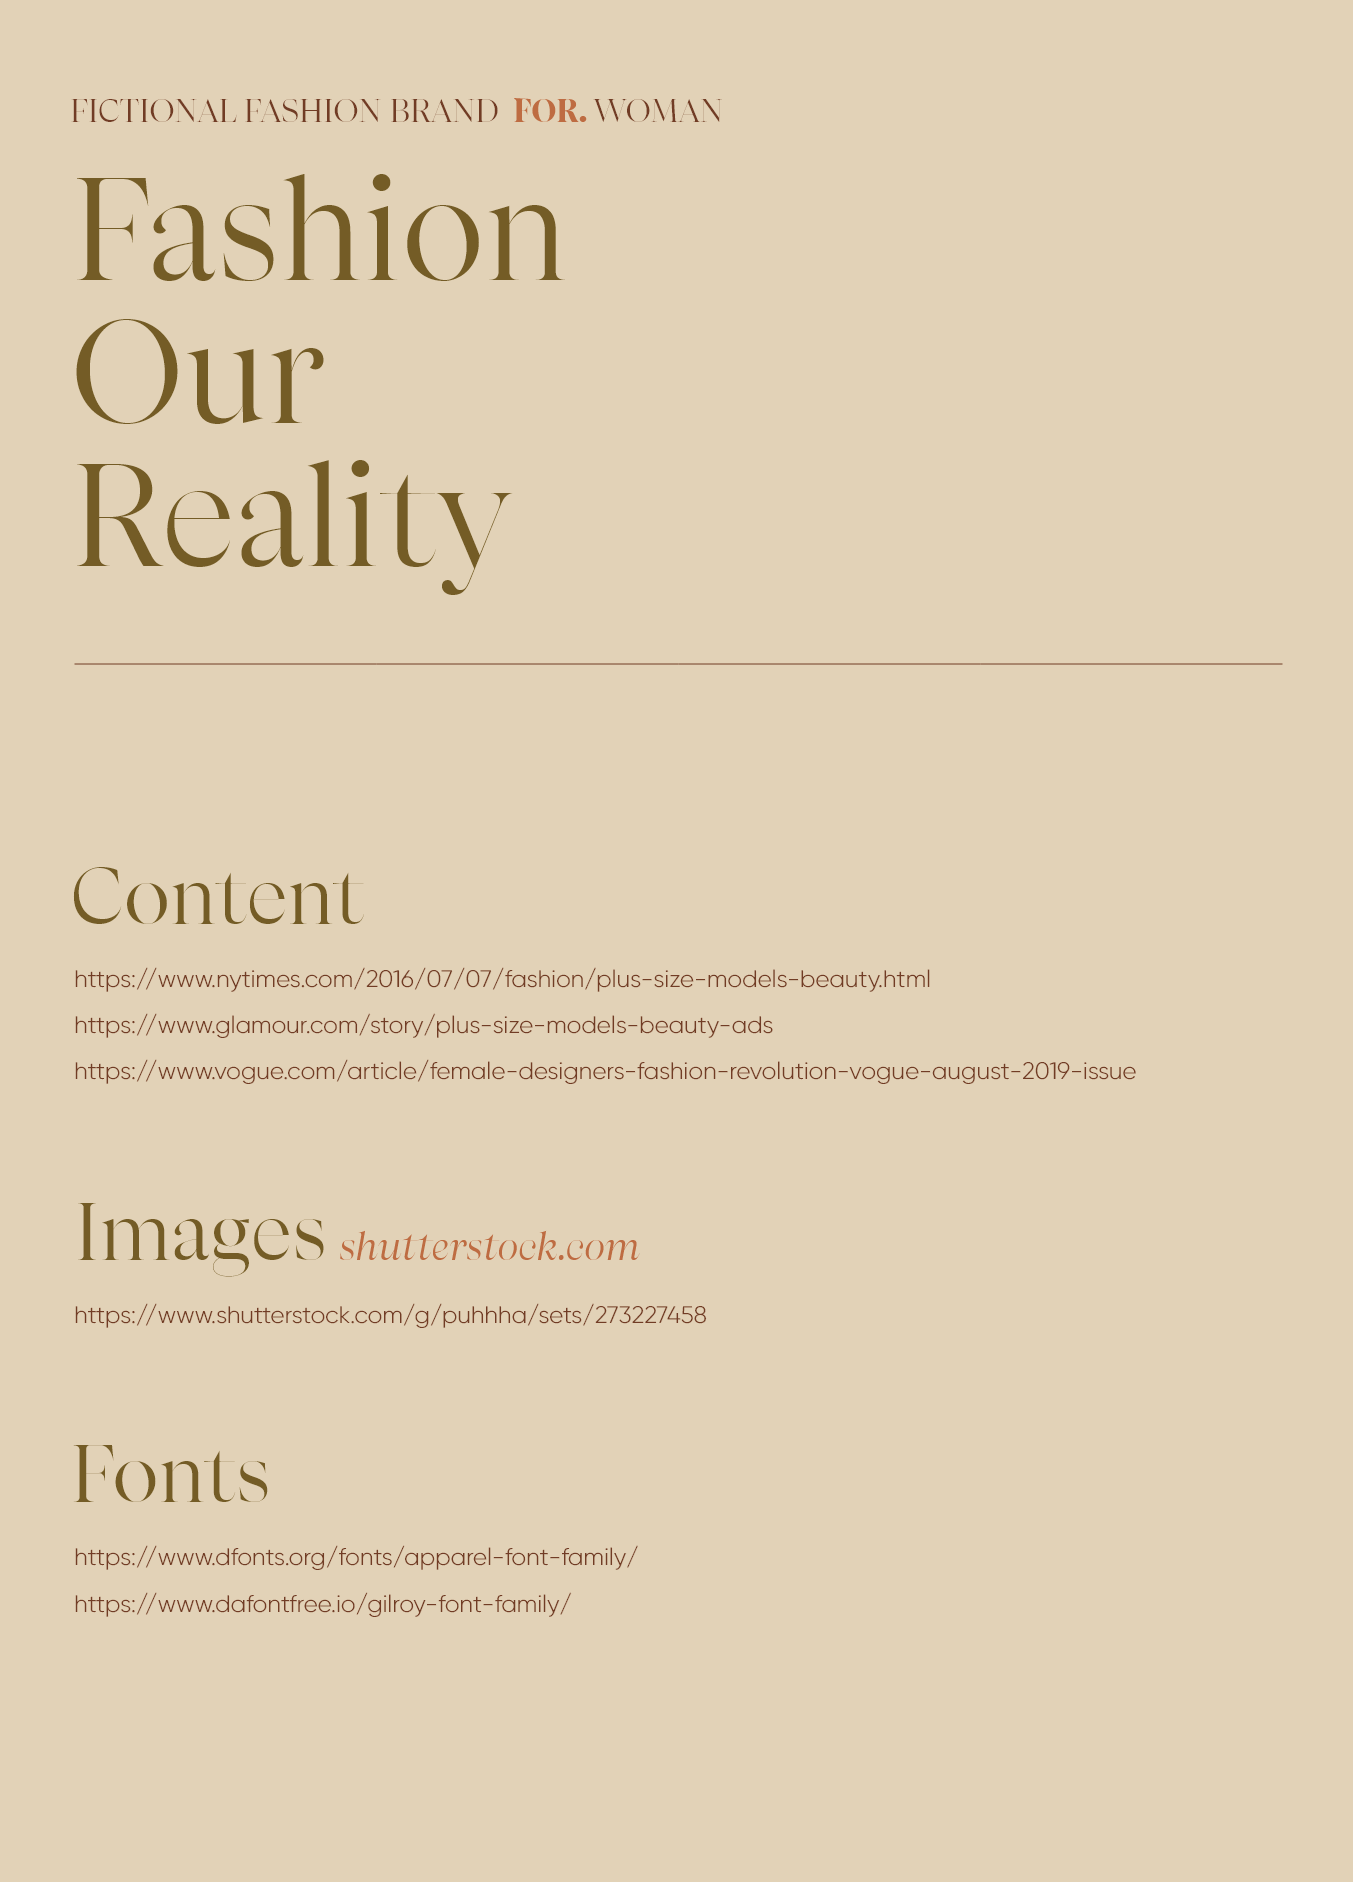 FICTIONAL FASHION BRAND FOR. WOMAN
Fashion
Our
Reality
Content
https://www.nytimes.com/2016/07/07/fashion/plus-size-models-beauty.html
https://www.glamour.com/story/plus-size-models-beauty-ads
https://www.vogue.com/article/female-designers-fashion-revolution-vogue-august-2019-issue
Images shutterstock.com
https://www.shutterstock.com/g/puhhha/sets/273227458
Fonts
https://www.dfonts.org/fonts/apparel-font-family/
https://www.dafontfree.io/gilroy-font-family/